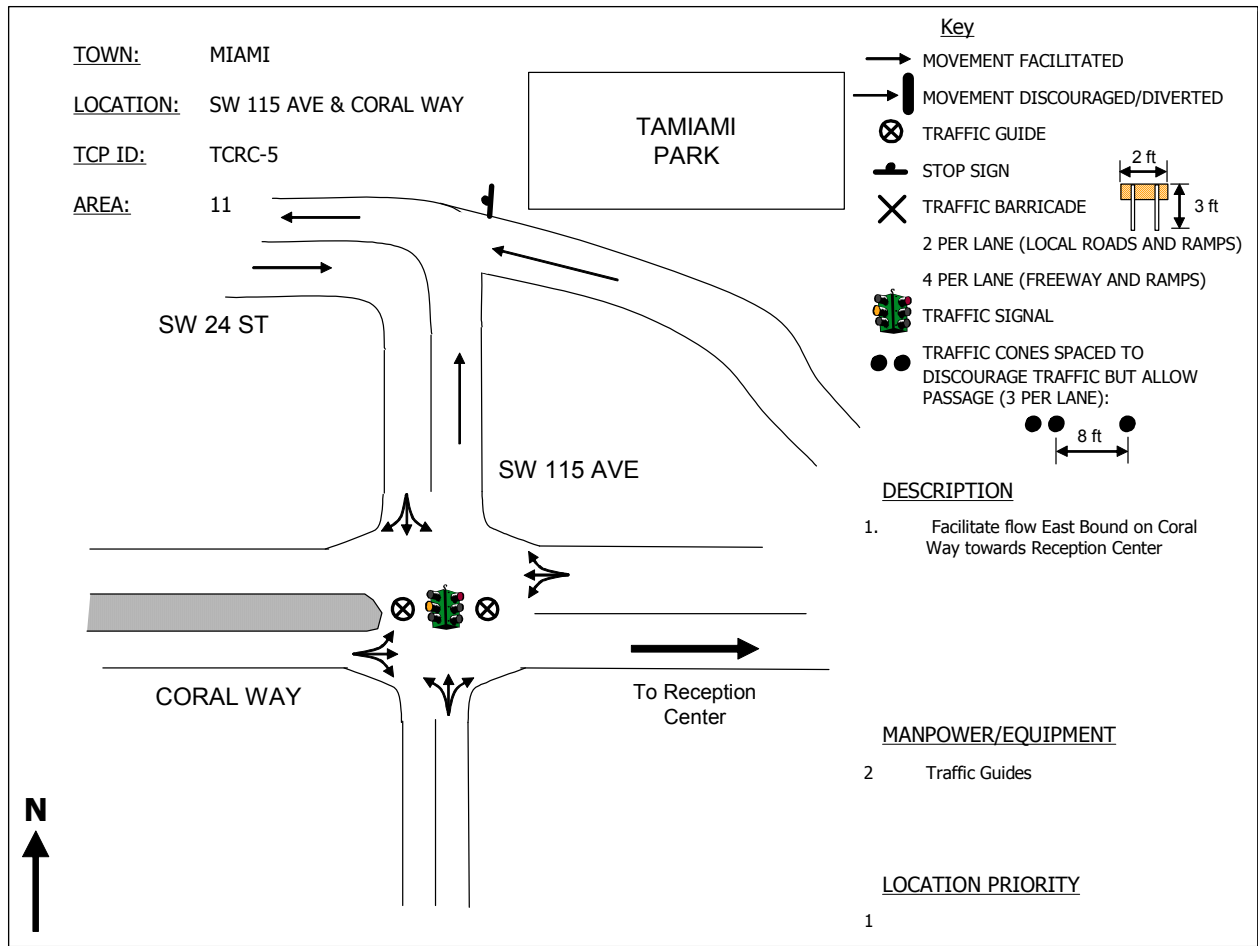 TOWN: MIAMI
LOCATION: SW 115 AVE & CORAL WAY
TCP ID: TCRC-5
AREA: 11
TAMIAMI
PARK
SW 24 ST
SW 115 AVE
CORAL WAY
To Reception
Center
N
Key
MOVEMENT FACILITATED
MOVEMENT DISCOURAGED/DIVERTED
TRAFFIC GUIDE
STOP SIGN
2 ft
TRAFFIC BARRICADE
3 ft
2 PER LANE (LOCAL ROADS AND RAMPS)
4 PER LANE (FREEWAY AND RAMPS)
TRAFFIC SIGNAL
TRAFFIC CONES SPACED TO
DISCOURAGE TRAFFIC BUT ALLOW
PASSAGE (3 PER LANE):
8 ft
DESCRIPTION
1. Facilitate flow East Bound on Coral
Way towards Reception Center
MANPOWER/EQUIPMENT
2 Traffic Guides
LOCATION PRIORITY
1